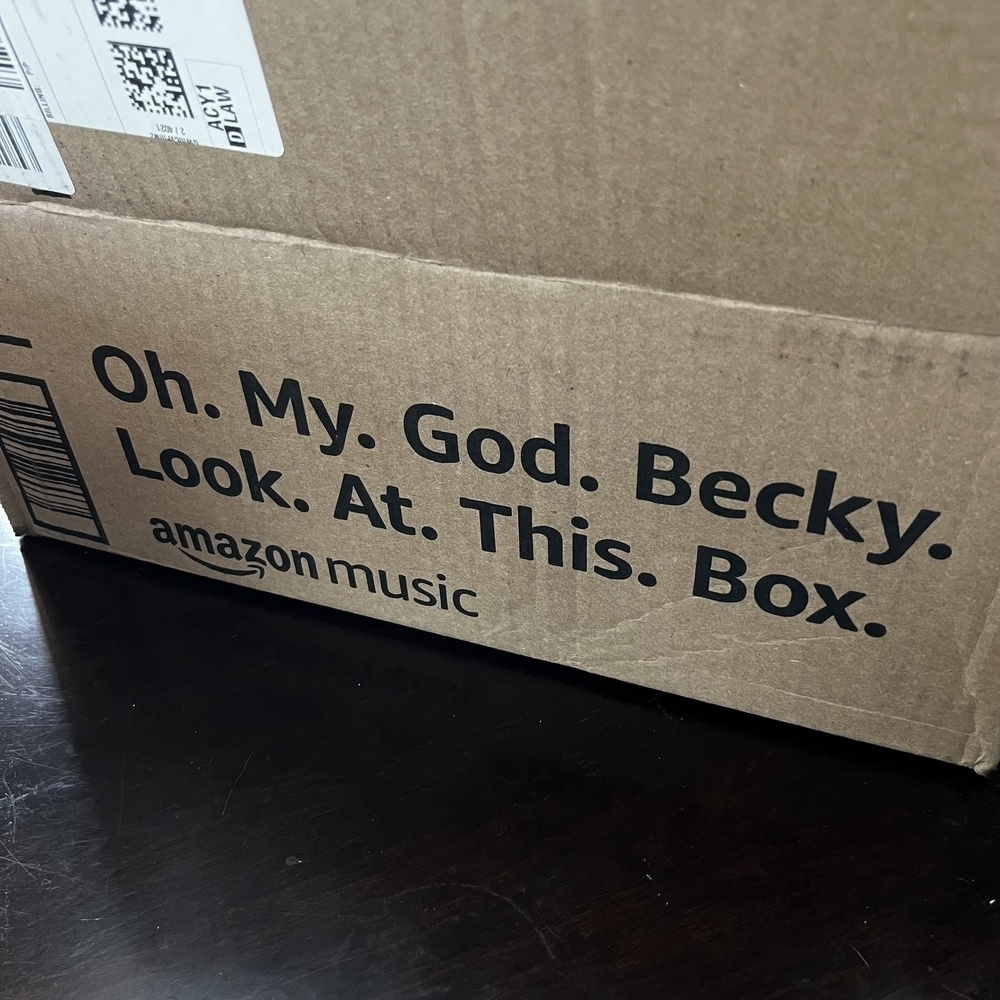 ACY1
D LAW
Oh. My. God. Becky.
Look. At. This. Box.
amazon music